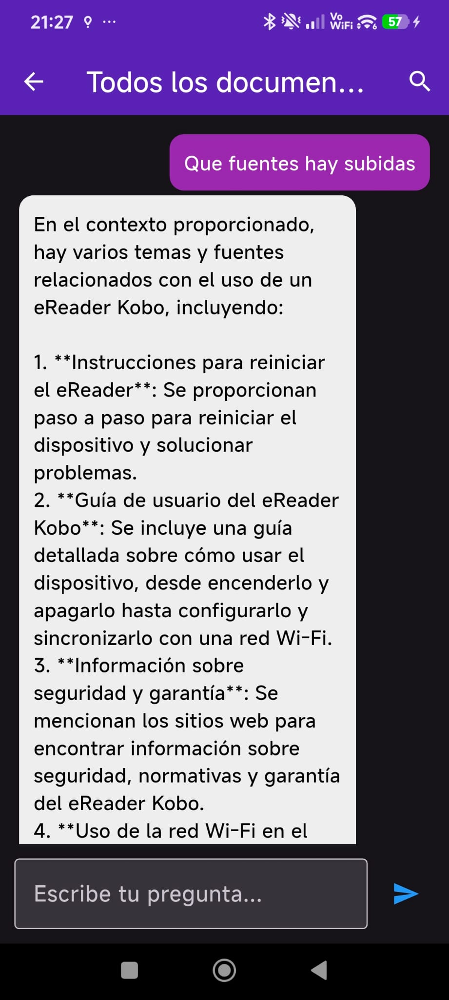 21:27
Vo
WiFi
6
57
Todos los documen...
Que fuentes hay subidas
En el contexto proporcionado,
hay varios temas y fuentes
relacionados con el uso de un
eReader Kobo, incluyendo:
1. **Instrucciones para reiniciar
el eReader**: Se proporcionan
paso a paso para reiniciar el
dispositivo y solucionar
problemas.
2. **Guía de usuario del eReader
Kobo**: Se incluye una guía
detallada sobre cómo usar el
dispositivo, desde encenderlo y
apagarlo hasta configurarlo y
sincronizarlo con una red Wi-Fi.
3. **Información sobre
seguridad y garantía**: Se
mencionan los sitios web para
encontrar información sobre
seguridad, normativas y garantía
del eReader Kobo.
4. **Uso de la red Wi-Fi en el
Escribe tu pregunta...